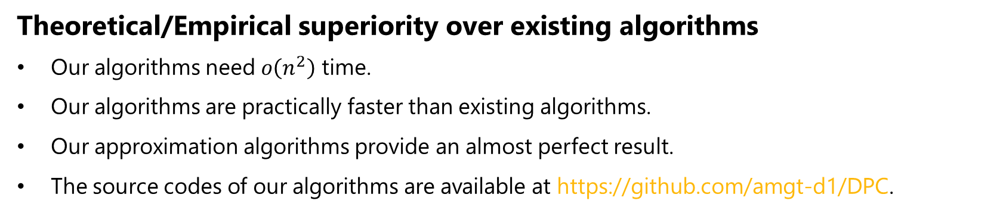 Theoretical/Empirical superiority over existing algorithms
• Our algorithms need o(n²) time.
• Our algorithms are practically faster than existing algorithms.
• Our approximation algorithms provide an almost perfect result.
• The source codes of our algorithms are available at https://github.com/amgt-d1/DPC.